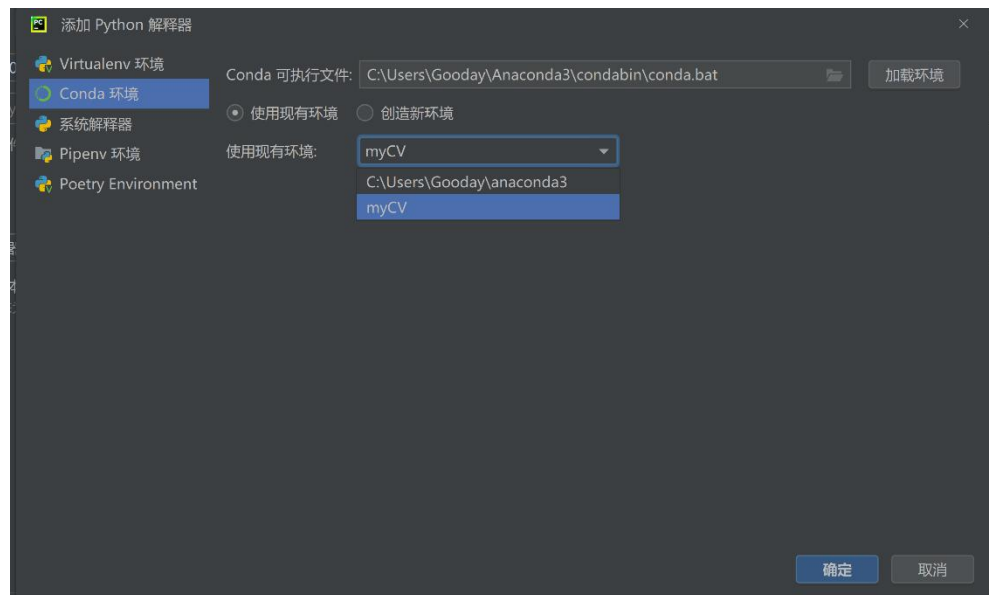 添加 Python 解释器
Virtualenv 环境
Conda 环境
系统解释器
Pipenv 环境
Poetry Environment
Conda 可执行文件: C:\Users\Gooday\Anaconda3\condabin\conda.bat 加载环境
使用现有环境 创造新环境
使用现有环境: myCV
C:\Users\Gooday\anaconda3
myCV
确定 取消